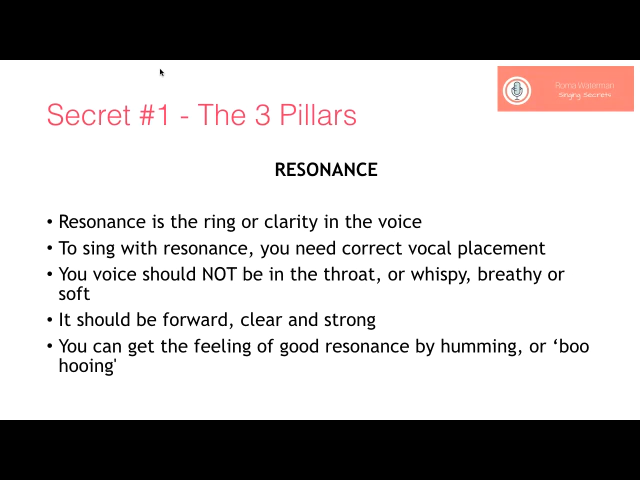 Roma Waterman
Singing Secrets
Secret #1 - The 3 Pillars
RESONANCE
• Resonance is the ring or clarity in the voice
• To sing with resonance, you need correct vocal placement
• You voice should NOT be in the throat, or whispy, breathy or
soft
• It should be forward, clear and strong
• You can get the feeling of good resonance by humming, or ‘boo
hooing'